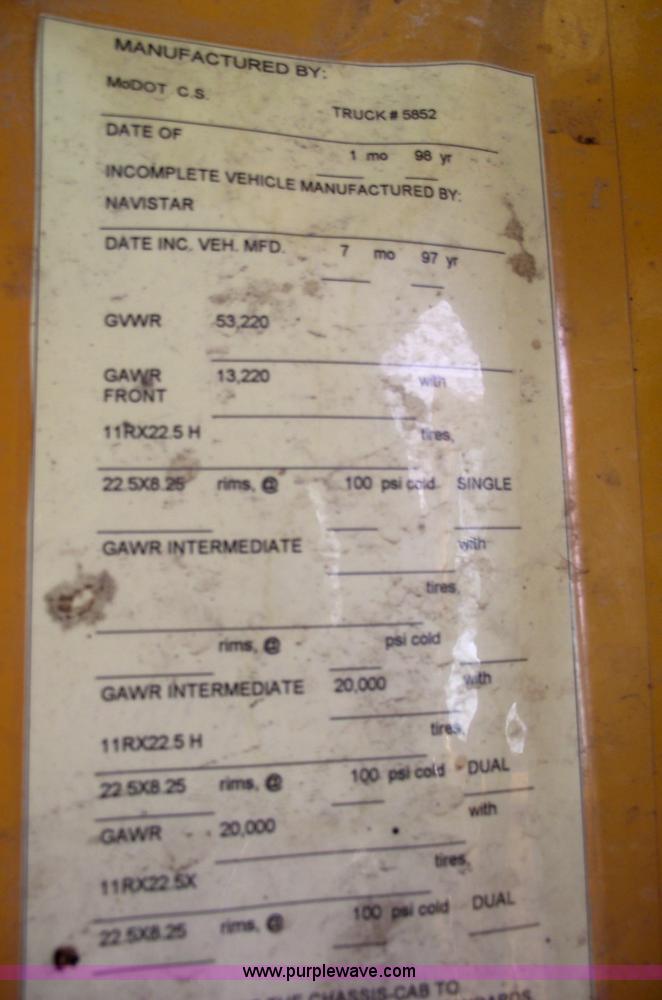 MANUFACTURED BY:
MoDOT C.S.
TRUCK # 5852
DATE OF 1 mo 98 yr
INCOMPLETE VEHICLE MANUFACTURED BY:
NAVISTAR
DATE INC. VEH. MFD. 7 mo 97 yr
GVWR 53,220
GAWR 13,220 with
FRONT
11RX22.5 H tires,
22.5X8.25 rims, @ 100 psi cold SINGLE
GAWR INTERMEDIATE with
tires,
rims, @ psi cold
GAWR INTERMEDIATE 20,000 with
11RX22.5 H tires,
22.5X8.25 rims, @ 100 psi cold DUAL
GAWR 20,000 with
11RX22.5X tires,
22.5X8.25 rims, @ 100 psi cold DUAL
www.purplewave.com
THE CHASSIS-CAB TO